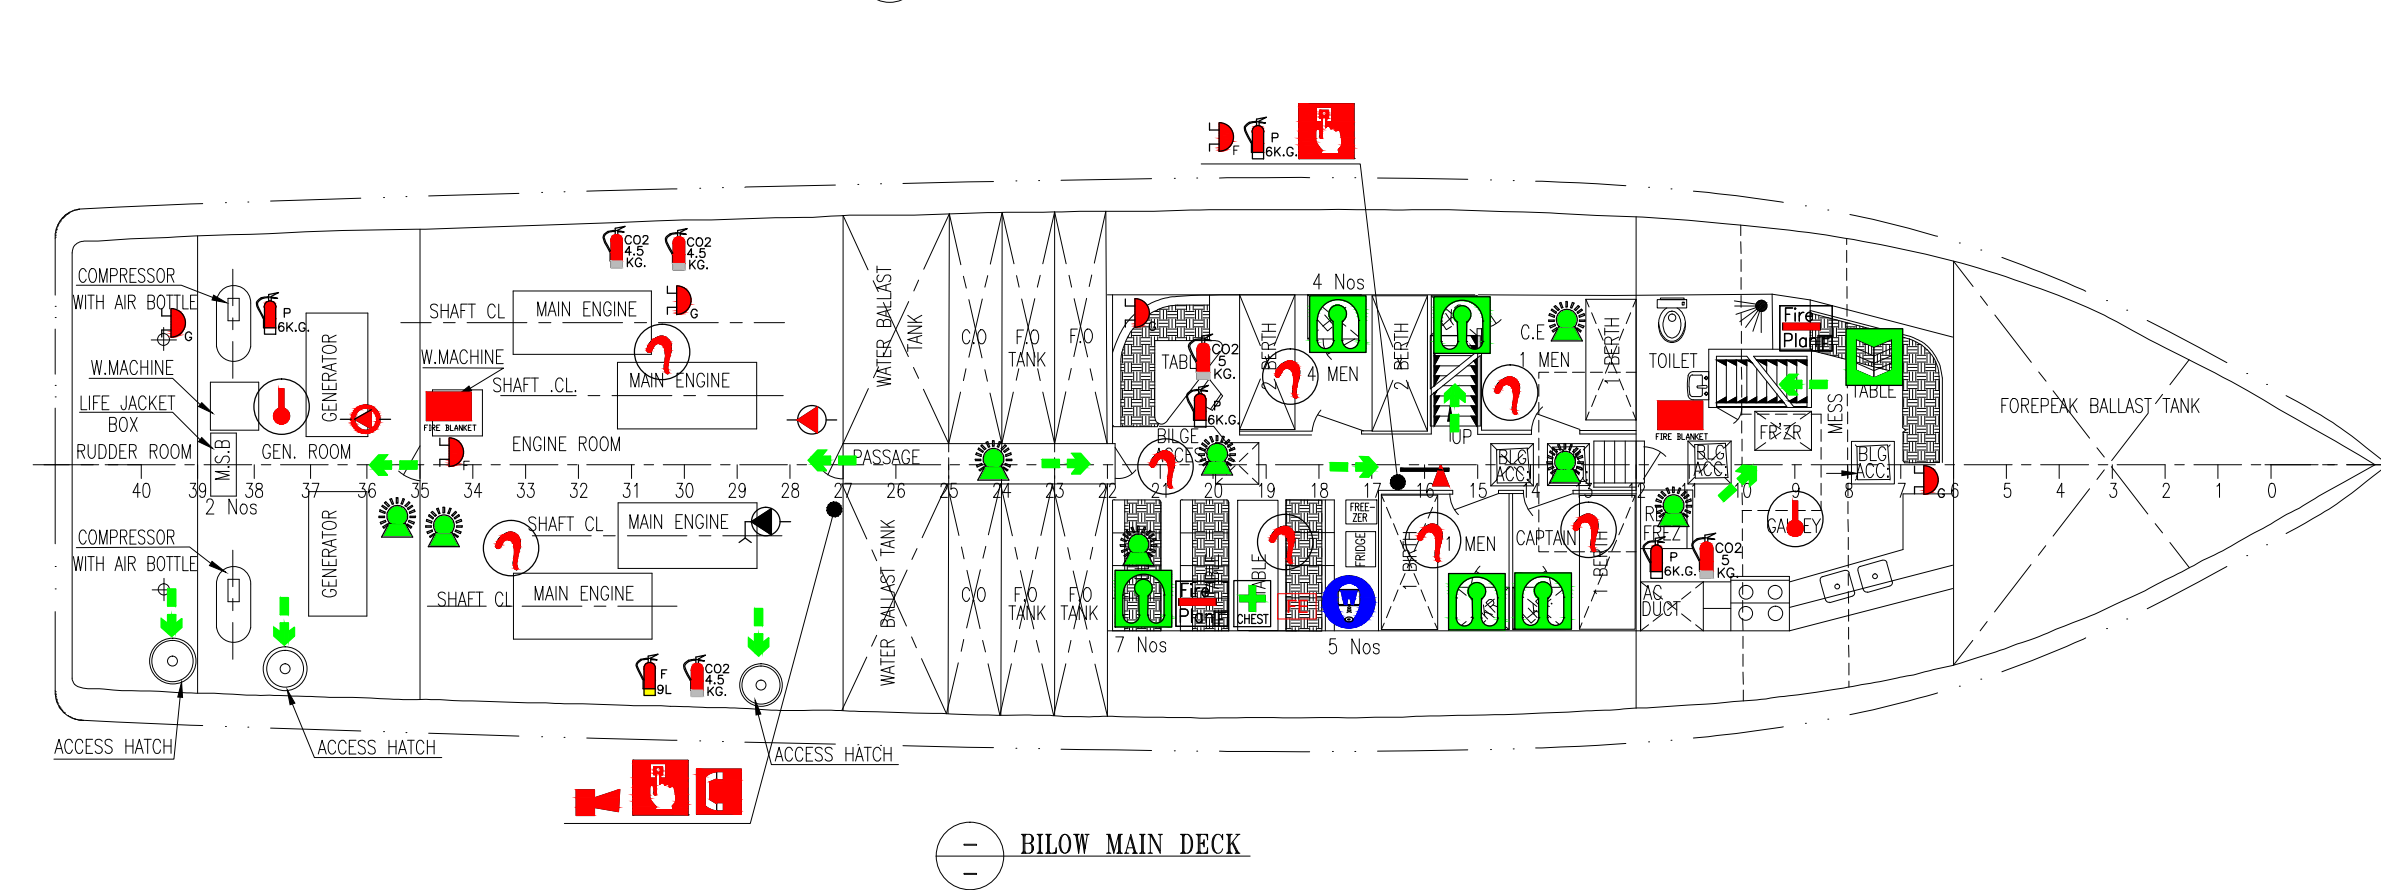 P
6K.G.
F
CO2
4.5
KG.
CO2
4.5
KG.
G
COMPRESSOR
WITH AIR BOTTLE
P
6K.G.
G
W.MACHINE
LIFE JACKET
BOX
RUDDER ROOM
M.S.B
2 Nos
GEN. ROOM
GENERATOR
GENERATOR
COMPRESSOR
WITH AIR BOTTLE
SHAFT CL
MAIN ENGINE
W.MACHINE
SHAFT .CL.
MAIN ENGINE
FIRE BLANKET
F
ENGINE ROOM
SHAFT CL
MAIN ENGINE
SHAFT CL
MAIN ENGINE
F
9L
CO2
4.5
KG.
ACCESS HATCH
ACCESS HATCH
ACCESS HATCH
WATER BALLAST
TANK
C.O
F.O
TANK
F.O
PASSAGE
WATER BALLAST TANK
C.O
F.O
TANK
F.O
TANK
G
CO2
5
KG.
P
6K.G.
2 BERTH
4 Nos
4 MEN
2 BERTH
UP
C.E
1 MEN
1 BERTH
TOILET
FIRE BLANKET
Fire
Plan
FR'ZR
MESS
TABLE
BLG
ACC.
BLG
ACC.
BLG
ACC.
G
FOREPEAK BALLAST TANK
40 39 38 37 36 35 34 33 32 31 30 29 28 27 26 25 24 23 22 21 20 19 18 17 16 15 14 13 12 10 9 8 7 6 5 4 3 2 1 0
7 Nos
Fire
Plan
TABLE
CHEST
FE
FREE-
ZER
FRIDGE
W
5 Nos
1 BERTH
1 MEN
CAPTAIN
1 BERTH
P
6K.G.
CO2
5
KG.
GALLEY
AC
DUCT
BILOW MAIN DECK